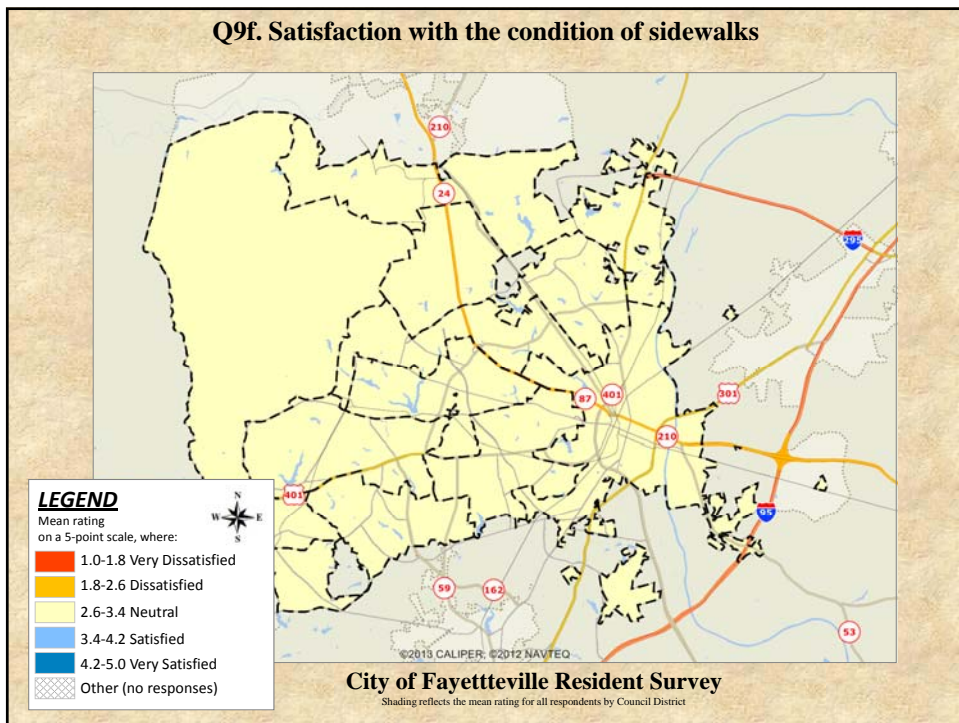 Q9f. Satisfaction with the condition of sidewalks
210
24
295
87
401
301
210
401
95
59
162
53
LEGEND
Mean rating
on a 5-point scale, where:
N
W E
S
1.0-1.8 Very Dissatisfied
1.8-2.6 Dissatisfied
2.6-3.4 Neutral
3.4-4.2 Satisfied
4.2-5.0 Very Satisfied
Other (no responses)
©2013 CALIPER; ©2012 NAVTEQ
City of Fayettteville Resident Survey
Shading reflects the mean rating for all respondents by Council District